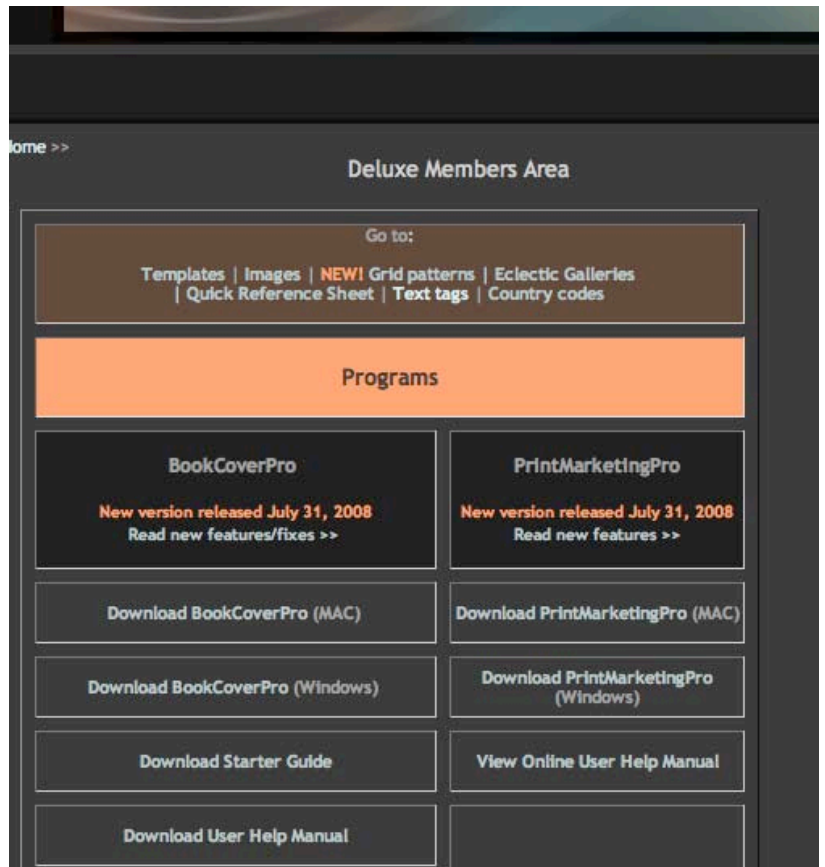 ome >>
Deluxe Members Area
Go to:
Templates | Images | NEW! Grid patterns | Eclectic Galleries
| Quick Reference Sheet | Text tags | Country codes
Programs
BookCoverPro
New version released July 31, 2008
Read new features/fixes >>
PrintMarketingPro
New version released July 31, 2008
Read new features >>
Download BookCoverPro (MAC)
Download PrintMarketingPro (MAC)
Download BookCoverPro (Windows)
Download PrintMarketingPro
(Windows)
Download Starter Guide
View Online User Help Manual
Download User Help Manual